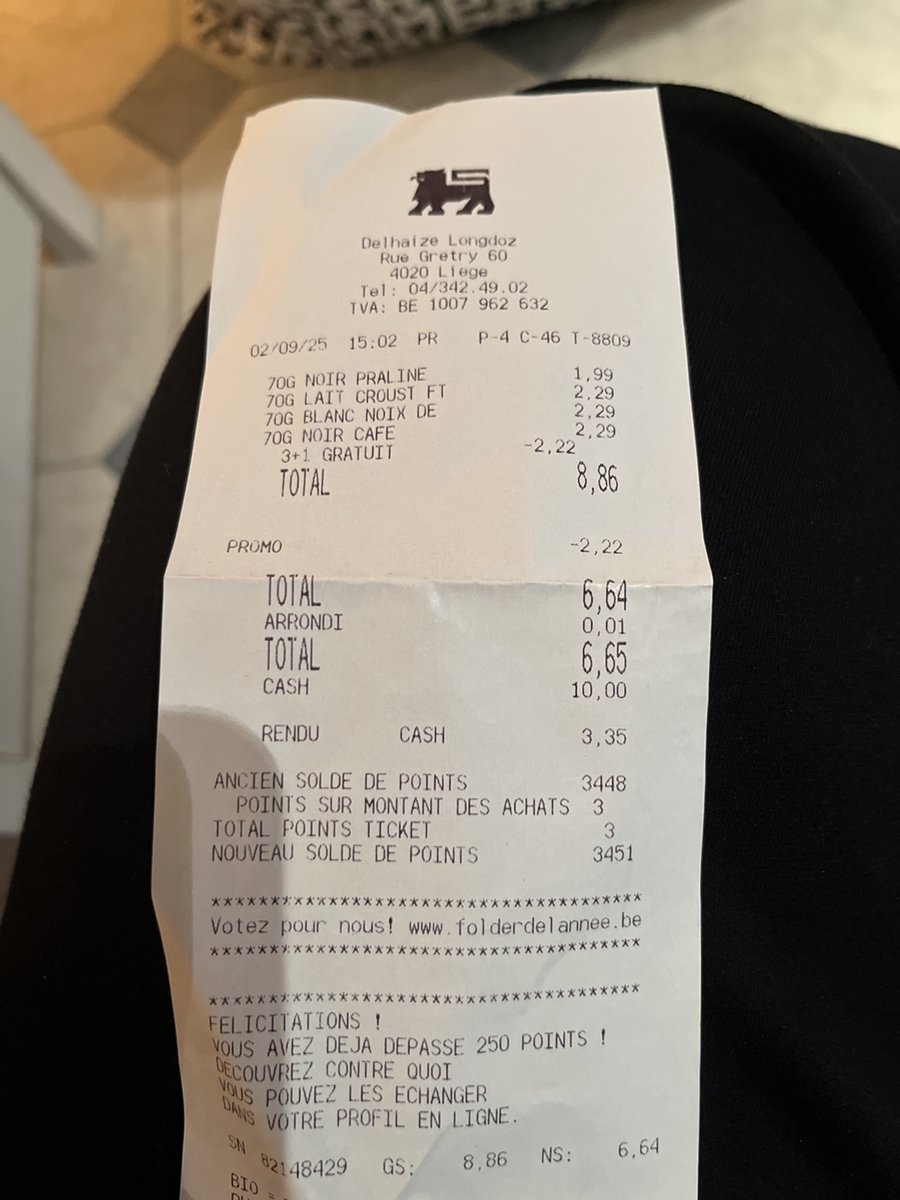 Delhaize Longdoz
Rue Gretry 60
4020 Liege
Tel: 04/342.49.02
TVA: BE 1007 962 632
02/09/25 15:02 PR P-4 C-46 T-8809
70G NOIR PRALINE 1,99
70G LAIT CROUST FT 2,29
70G BLANC NOIX DE 2,29
70G NOIR CAFE 2,29
3+1 GRATUIT -2,22
TOTAL 8,86
PROMO -2,22
TOTAL 6,64
ARRONDI 0,01
TOTAL 6,65
CASH 10,00
RENDU CASH 3,35
ANCIEN SOLDE DE POINTS 3448
POINTS SUR MONTANT DES ACHATS 3
TOTAL POINTS TICKET 3
NOUVEAU SOLDE DE POINTS 3451
****************************************
Votez pour nous! www.folderdelannee.be
****************************************
****************************************
FELICITATIONS !
VOUS AVEZ DEJA DEPASSE 250 POINTS !
DECOUVREZ CONTRE QUOI
VOUS POUVEZ LES ECHANGER
DANS VOTRE PROFIL EN LIGNE.
SN 82148429 GS: 8,86 NS: 6,64
BIO =